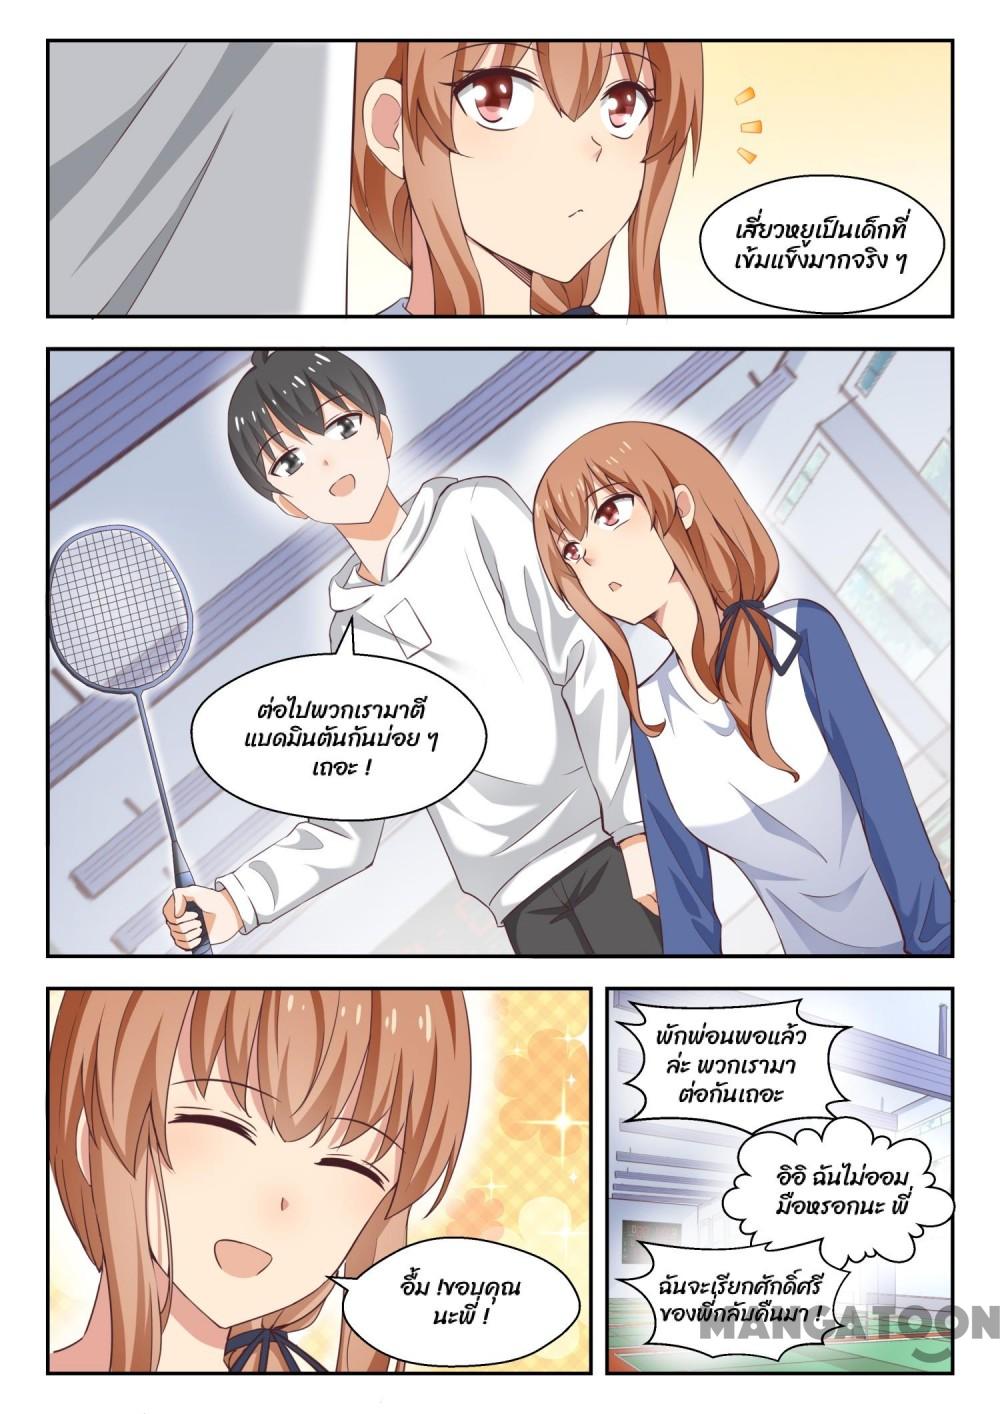 เสี่ยวหยูเป็นเด็กที่
เข้มแข็งมากจริง ๆ
ต่อไปพวกเรามาตี
แบดมินตันกันบ่อย ๆ
เถอะ !
อื้ม !ขอบคุณ
นะพี่ !
พักพ่อนพอแล้ว
ล่ะ พวกเรามา
ต่อกันเถอะ
อิอิ ฉันไม่ออม
มือหรอกนะ พี่
ฉันจะเรียกศักดิ์ศรี
ของพี่กลับคืนมา !
MANGATOON